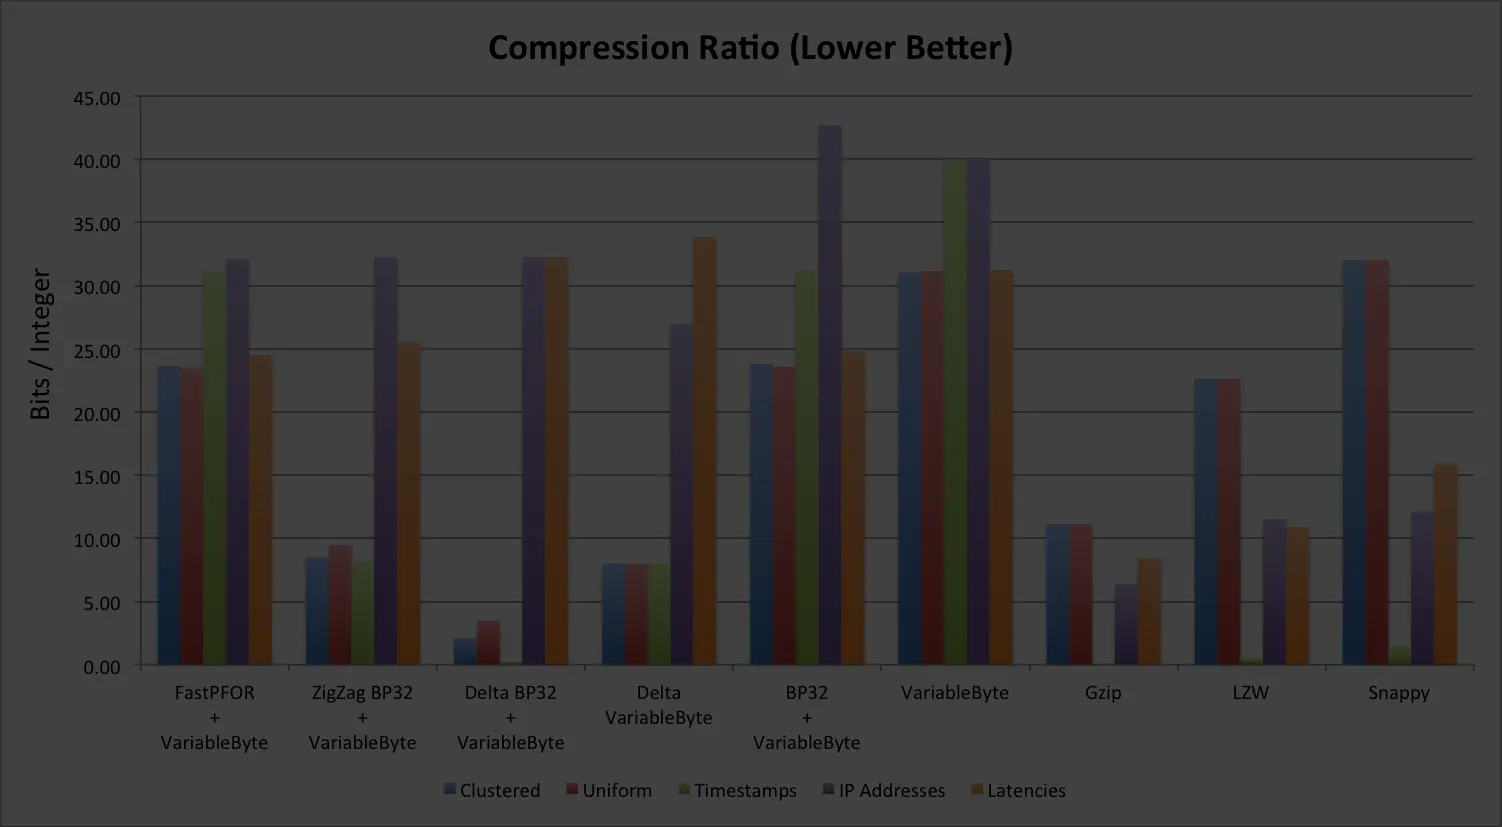 Compression Ratio (Lower Better)
45.00
40.00
35.00
30.00
25.00
20.00
15.00
10.00
5.00
0.00
Bits / Integer
FastPFOR
+
VariableByte
ZigZag BP32
+
VariableByte
Delta BP32
+
VariableByte
Delta
VariableByte
BP32
+
VariableByte
VariableByte
Gzip
LZW
Snappy
Clustered
Uniform
Timestamps
IP Addresses
Latencies